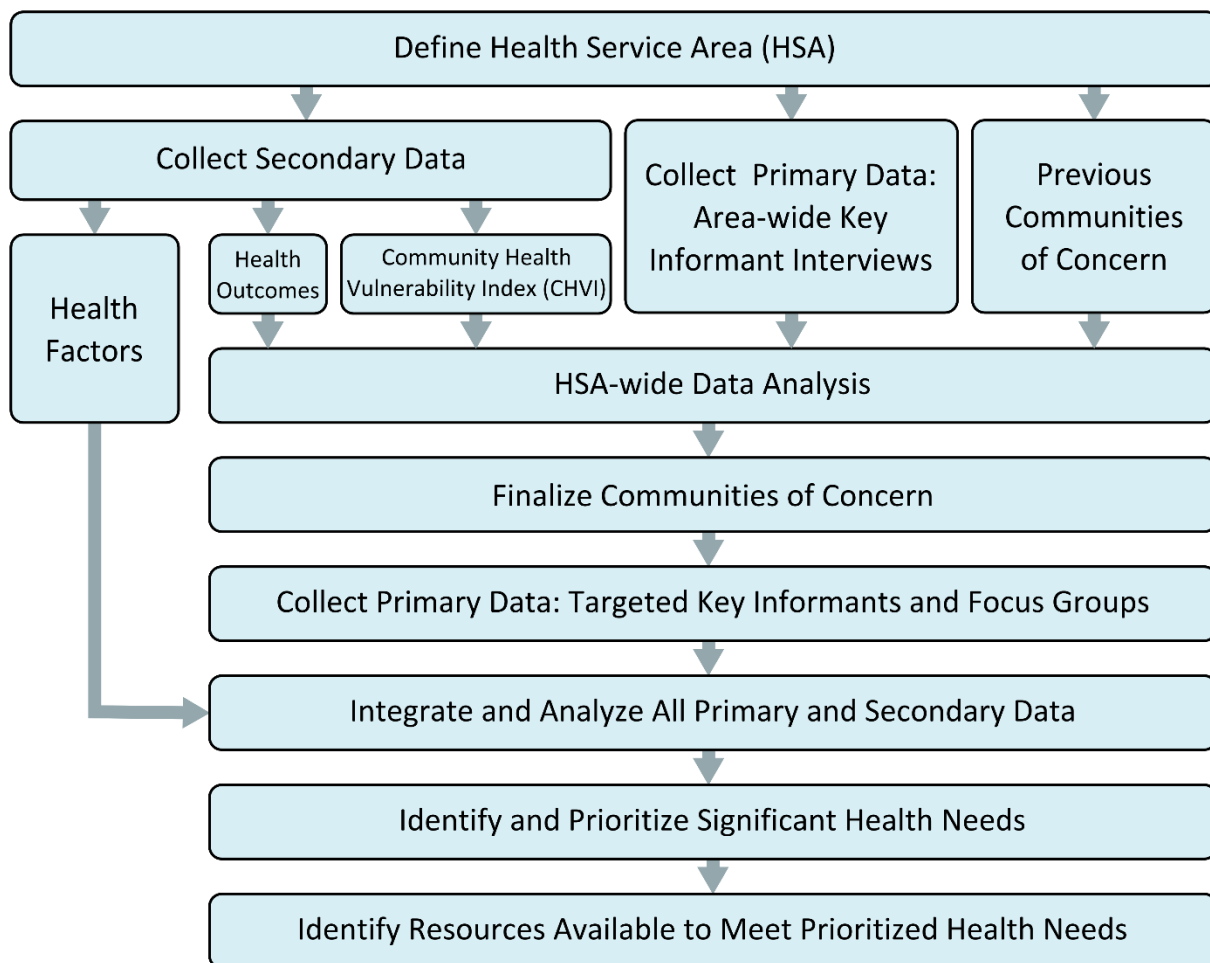 Define Health Service Area (HSA)
Collect Secondary Data
Collect Primary Data:
Area-wide Key
Informant Interviews
Previous
Communities
of Concern
Health
Factors
Health
Outcomes
Community Health
Vulnerability Index (CHVI)
HSA-wide Data Analysis
Finalize Communities of Concern
Collect Primary Data: Targeted Key Informants and Focus Groups
Integrate and Analyze All Primary and Secondary Data
Identify and Prioritize Significant Health Needs
Identify Resources Available to Meet Prioritized Health Needs